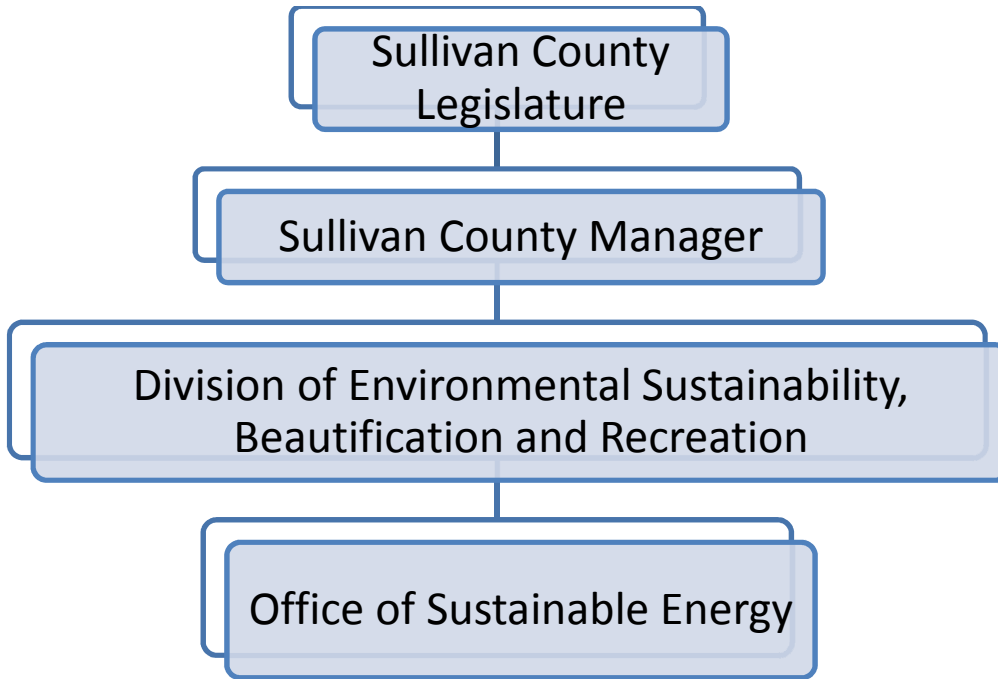 Sullivan County
Legislature
Sullivan County Manager
Division of Environmental Sustainability,
Beautification and Recreation
Office of Sustainable Energy